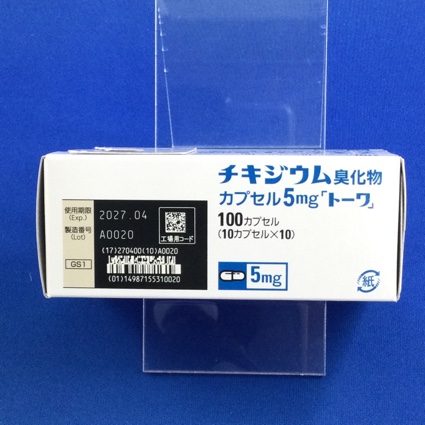 チキジウム臭化物
カプセル5mg「トーワ」
100カプセル
(10カプセル×10)
5mg
紙
使用期限
(Exp.)
2027.04
製造番号
(Lot)
A0020
工場用コード
(17)270400(10)A0020
GS1
(01)14987155310020